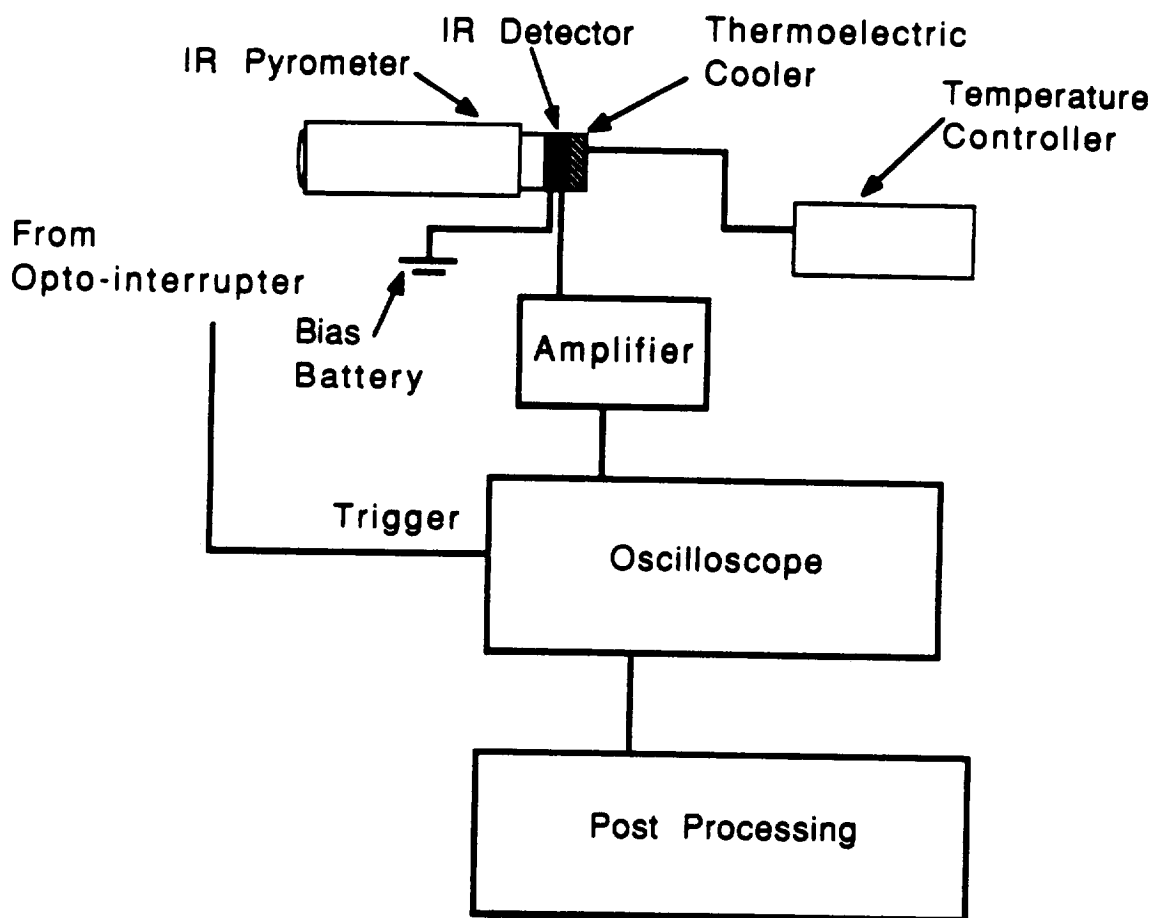 IR Pyrometer
IR Detector
Thermoelectric
Cooler
Temperature
Controller
From
Opto-interrupter
Bias
Battery
Amplifier
Trigger
Oscilloscope
Post Processing